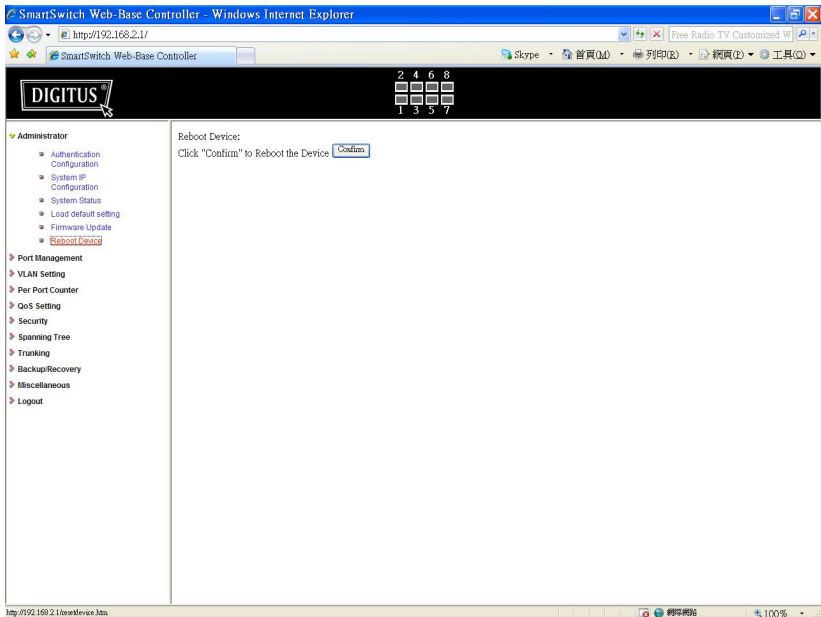 SmartSwitch Web-Base Controller - Windows Internet Explorer
http://192.168.2.1/
Free Radio TV Customized W
SmartSwitch Web-Base Controller
Skype
首頁(M)
列印(R)
網頁(P)
工具(O)
DIGITUS®
2 4 6 8
1 3 5 7
Administrator
Authentication
Configuration
System IP
Configuration
System Status
Load default setting
Firmware Update
Reboot Device
Port Management
VLAN Setting
Per Port Counter
QoS Setting
Security
Spanning Tree
Trunking
Backup/Recovery
Miscellaneous
Logout
Reboot Device:
Click "Confirm" to Reboot the Device Confirm
http://192.168.2.1/resetdevice.htm
網際網路
100%